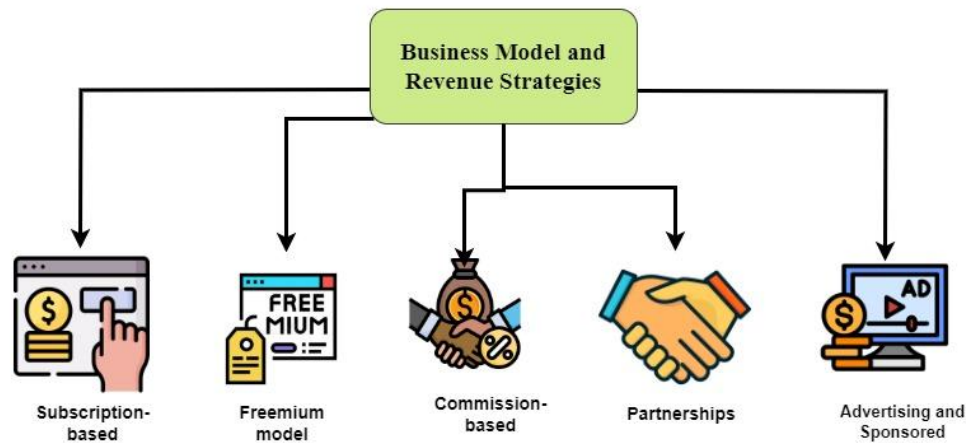 Business Model and
Revenue Strategies
$
FREE
MIUM
$
%
AD
$
Subscription-
based
Freemium
model
Commission-
based
Partnerships
Advertising and
Sponsored